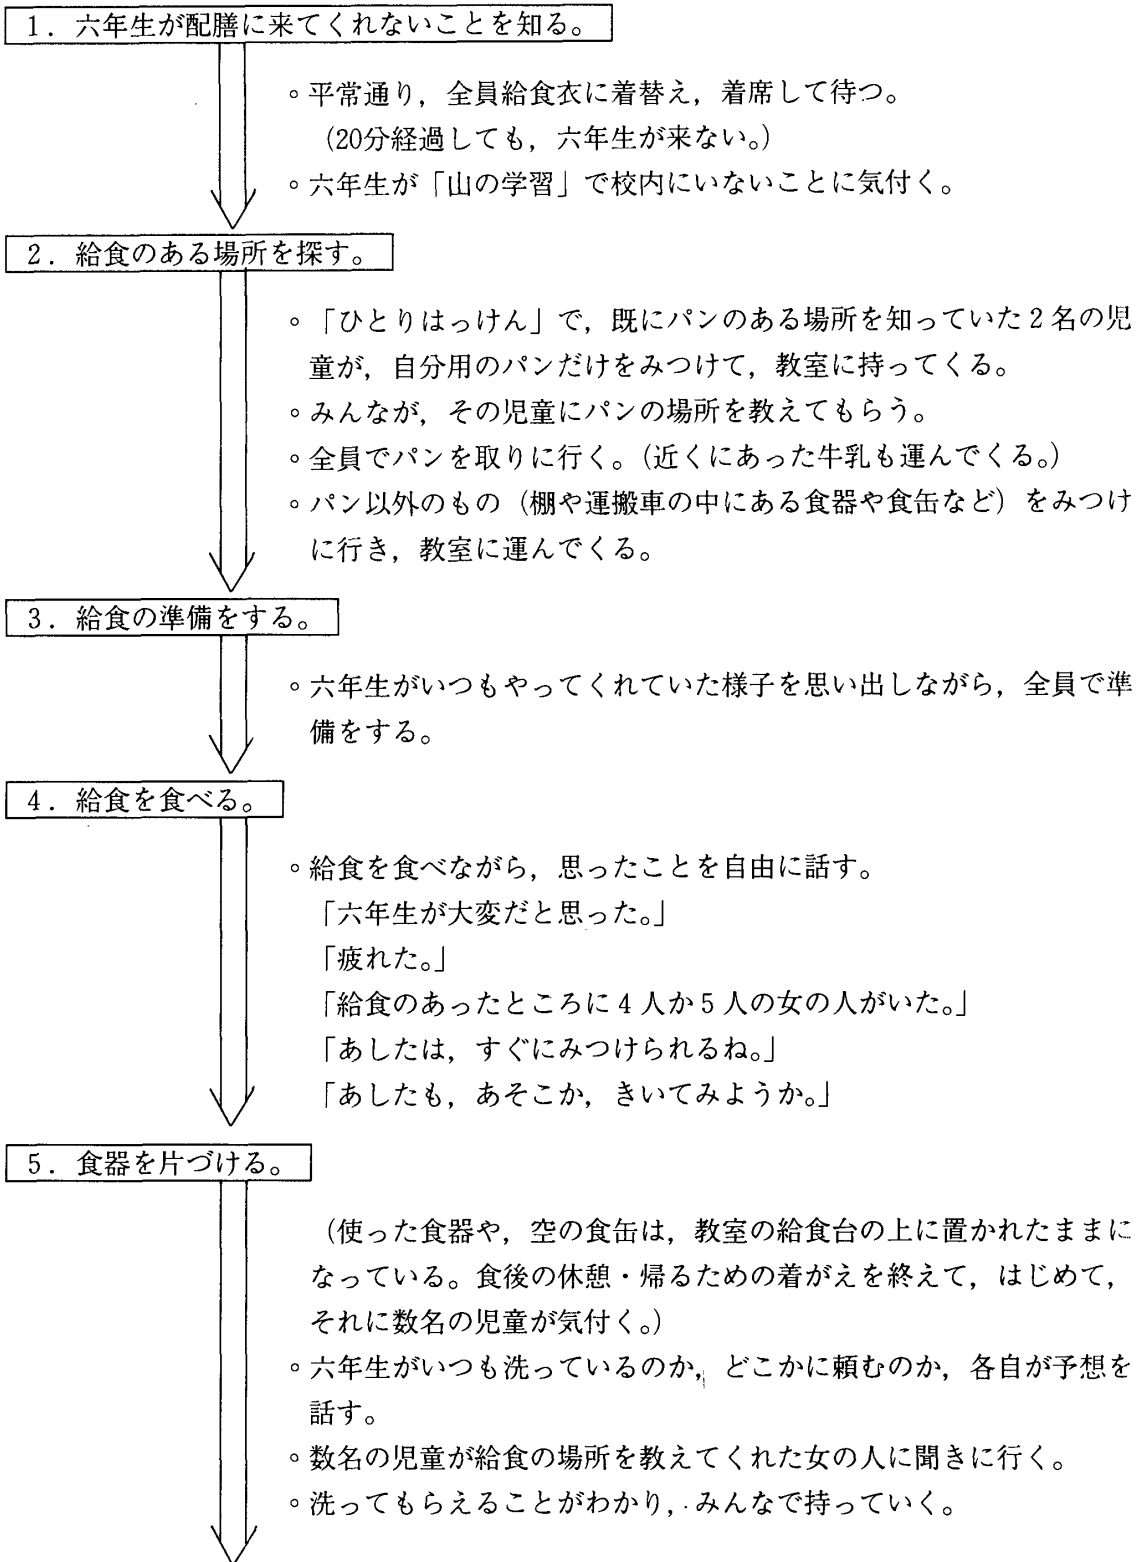 1．六年生が配膳に来てくれないことを知る。
○平常通り，全員給食衣に着替え，着席して待つ。
（20分経過しても，六年生が来ない。）
○六年生が「山の学習」で校内にいないことに気付く。
2．給食のある場所を探す。
○「ひとりはっけん」で，既にパンのある場所を知っていた2名の児
童が，自分用のパンだけをみつけて，教室に持ってくる。
○みんなが，その児童にパンの場所を教えてもらう。
○全員でパンを取りに行く。（近くにあった牛乳も運んでくる。）
○パン以外のもの（棚や運搬車の中にある食器や食缶など）をみつけ
に行き，教室に運んでくる。
3．給食の準備をする。
○六年生がいつもやってくれていた様子を思い出しながら，全員で準
備をする。
4．給食を食べる。
○給食を食べながら，思ったことを自由に話す。
「六年生が大変だと思った。」
「疲れた。」
「給食のあったところに4人か5人の女の人がいた。」
「あしたは，すぐにみつけられるね。」
「あしたも，あそこか，きいてみようか。」
5．食器を片づける。
（使った食器や，空の食缶は，教室の給食台の上に置かれたままに
なっている。食後の休憩・帰るための着がえを終えて，はじめて，
それに数名の児童が気付く。）
○六年生がいつも洗っているのか，どこかに頼むのか，各自が予想を
話す。
○数名の児童が給食の場所を教えてくれた女の人に聞きに行く。
○洗ってもらえることがわかり，みんなで持っていく。